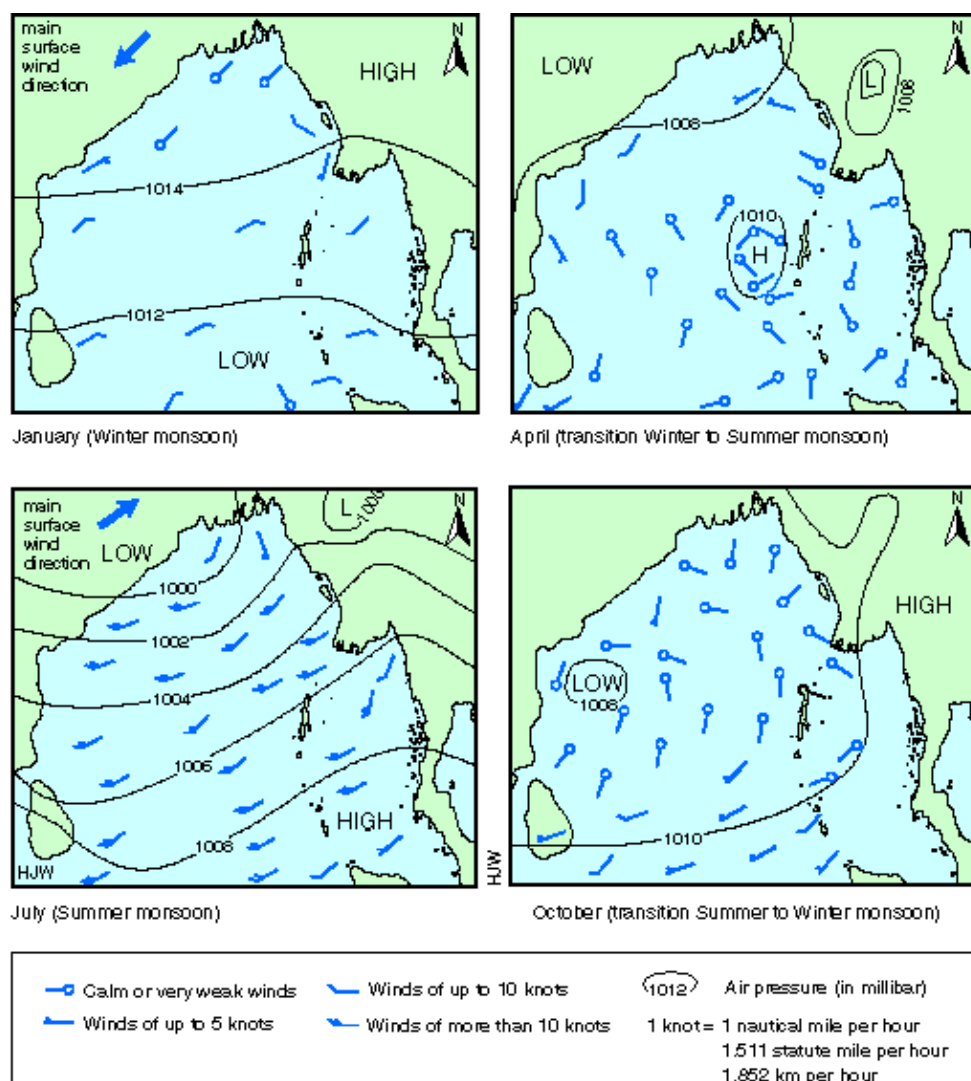 main
surface
wind
direction
HIGH
N
1014
1012
LOW
January (Winter monsoon)
LOW
N
L
1008
1008
1010
H
April (transition Winter to Summer monsoon)
main
surface
wind
direction
LOW
L
1006
N
1000
1002
1004
1006
1008
HIGH
HJW
July (Summer monsoon)
N
HIGH
LOW
1008
1010
HJW
October (transition Summer to Winter monsoon)
Calm or very weak winds
Winds of up to 5 knots
Winds of up to 10 knots
Winds of more than 10 knots
1012 Air pressure (in millibar)
1 knot = 1 nautical mile per hour
1.511 statute mile per hour
1.852 km per hour